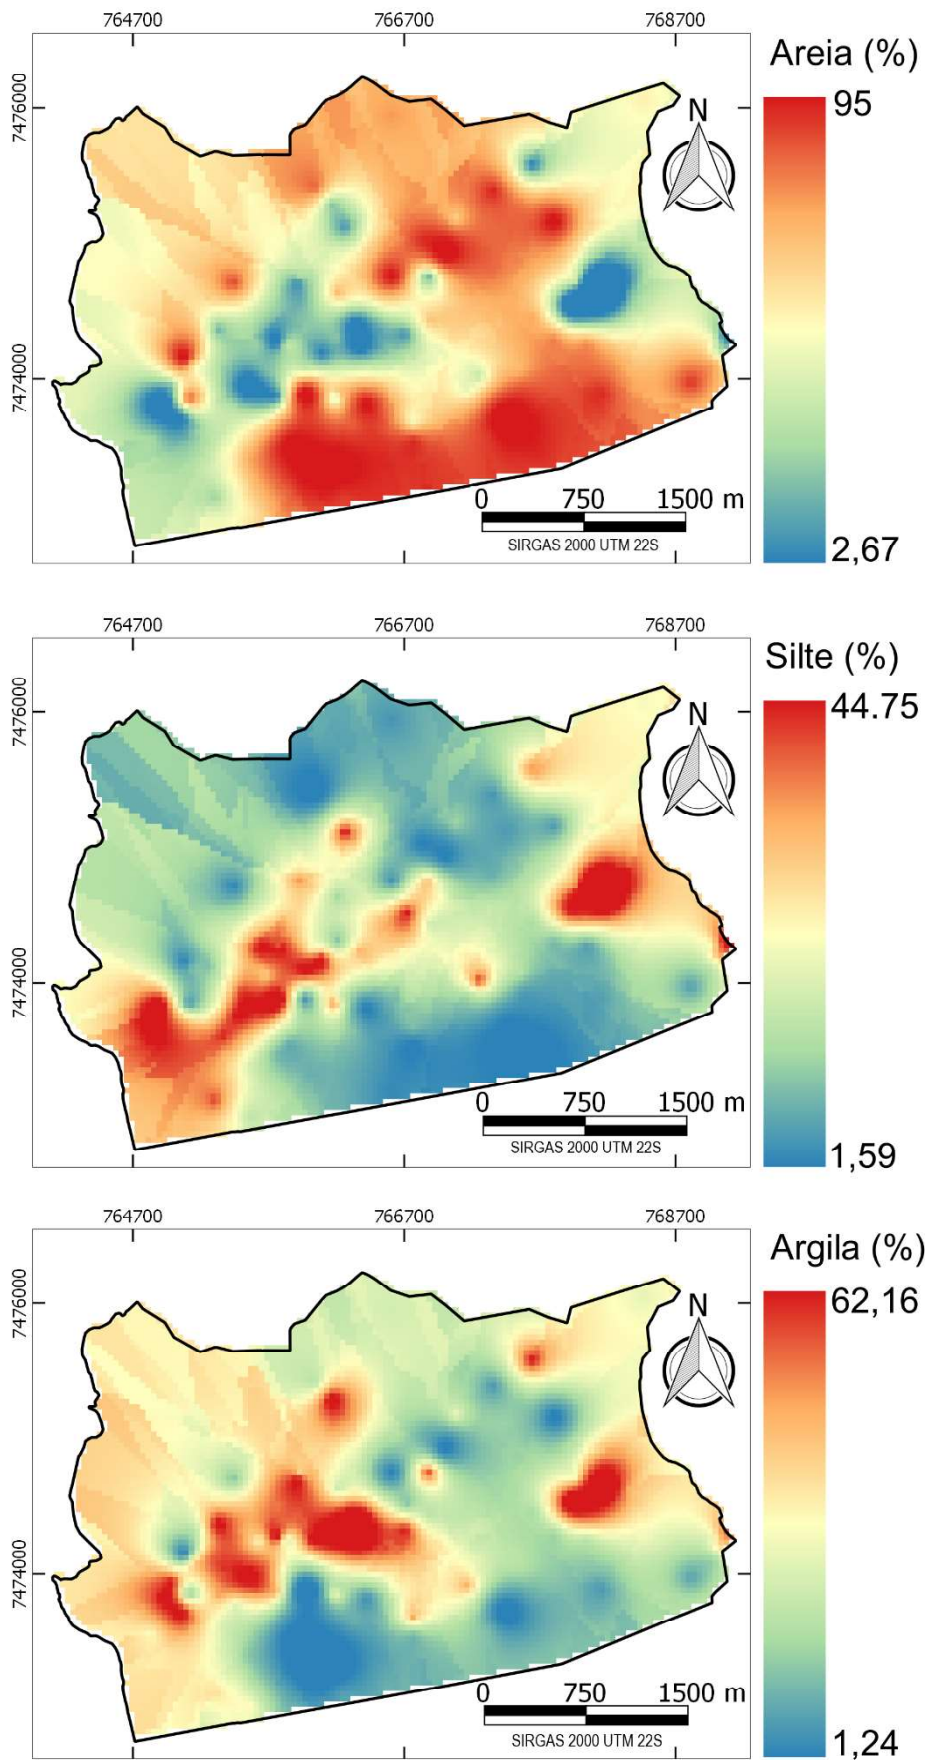 764700 766700 768700
Areia (%)
7476000
95
N
7474000
0 750 1500 m
SIRGAS 2000 UTM 22S
2,67
764700 766700 768700
Silte (%)
44.75
7476000
N
7474000
0 750 1500 m
SIRGAS 2000 UTM 22S
1,59
764700 766700 768700
Argila (%)
62,16
7476000
N
7474000
0 750 1500 m
SIRGAS 2000 UTM 22S
1,24